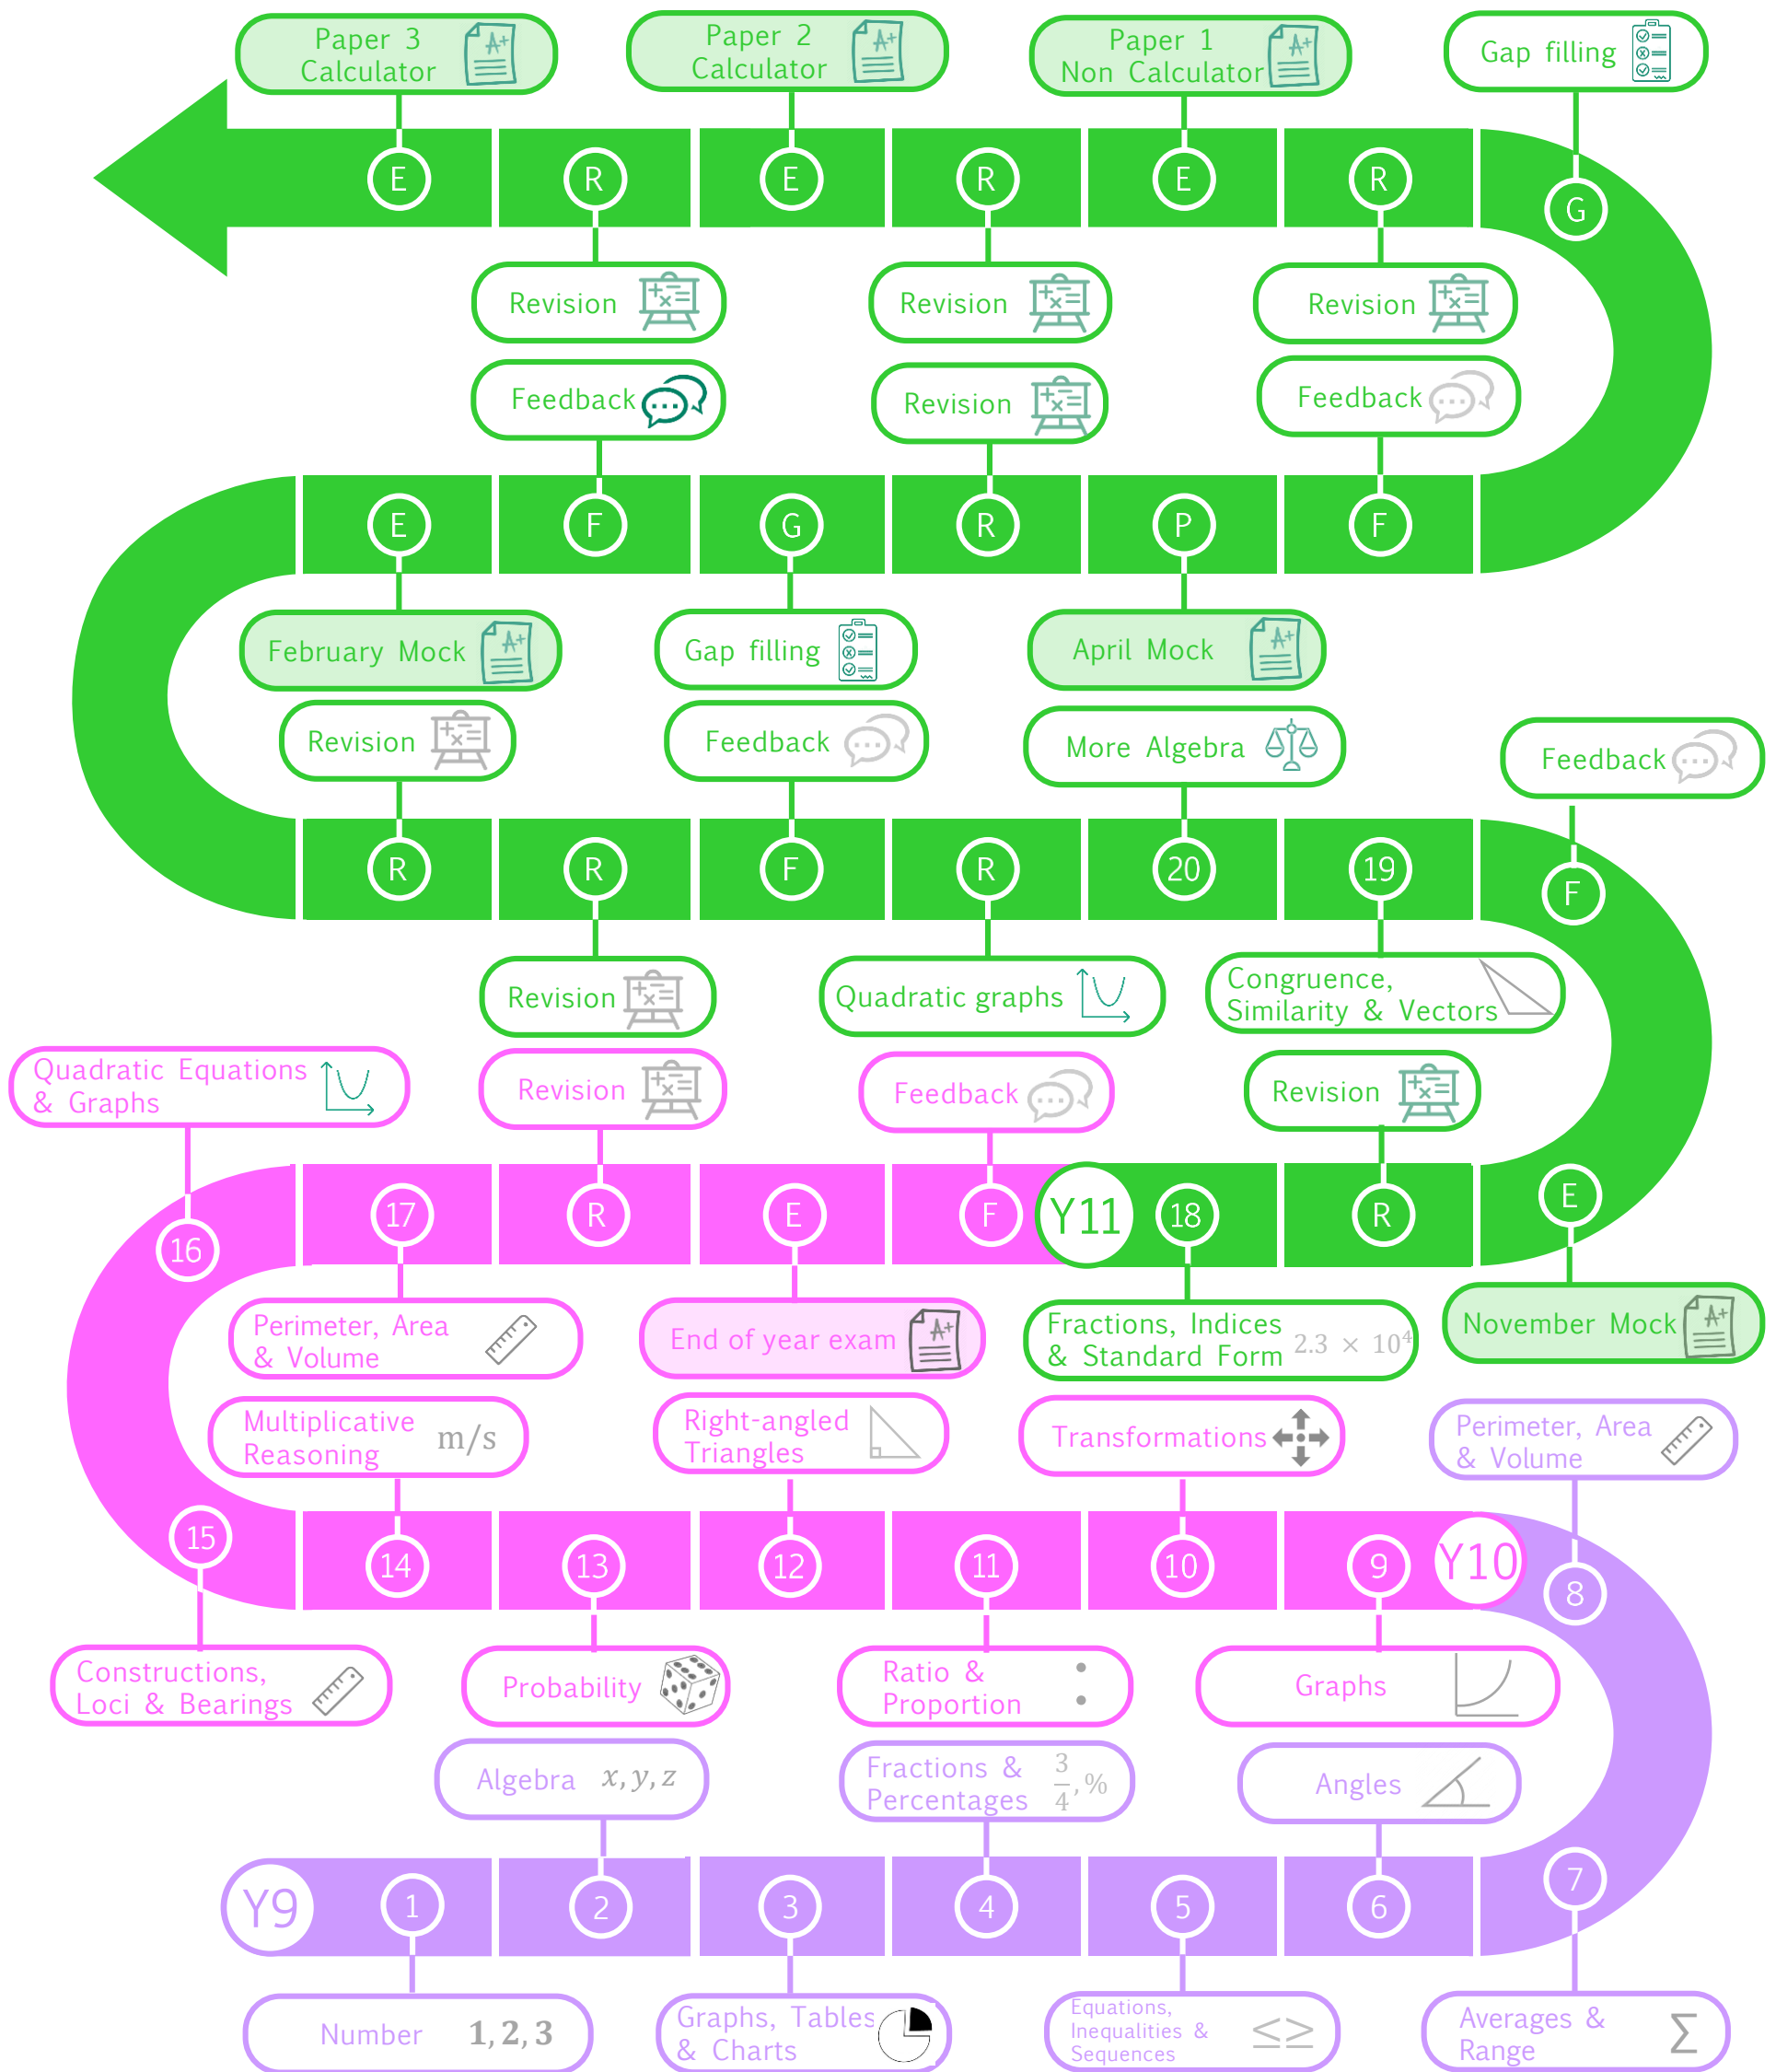 Paper 3
Calculator
Paper 2
Calculator
Paper 1
Non Calculator
Gap filling
E
R
E
R
E
R
G
Revision
Revision
Revision
Feedback
Revision
Feedback
E
F
G
R
P
F
February Mock
Gap filling
April Mock
Revision
Feedback
More Algebra
Feedback
R
R
F
R
20
19
F
Revision
Quadratic graphs
Congruence,
Similarity & Vectors
Quadratic Equations
& Graphs
Revision
Feedback
Revision
16
17
R
E
F
Y11
18
R
E
Perimeter, Area
& Volume
End of year exam
Fractions, Indices
& Standard Form
2.3 × 10⁴
November Mock
Multiplicative
Reasoning
m/s
Right-angled
Triangles
Transformations
Perimeter, Area
& Volume
15
14
13
12
11
10
9
Y10
8
Constructions,
Loci & Bearings
Probability
Ratio &
Proportion
:
Graphs
Algebra x, y, z
Fractions &
Percentages
3/4, %
Angles
Y9
1
2
3
4
5
6
7
Number 1, 2, 3
Graphs, Tables
& Charts
Equations,
Inequalities &
Sequences
≤≥
Averages &
Range
Σ